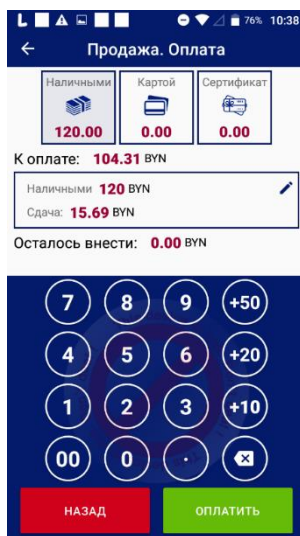 L 76% 10:38
Продажа. Оплата
Наличными Картой Сертификат
120.00 0.00 0.00
К оплате: 104.31 BYN
Наличными 120 BYN
Сдача: 15.69 BYN
Осталось внести: 0.00 BYN
7 8 9 +50
4 5 6 +20
1 2 3 +10
00 0 .
НАЗАД ОПЛАТИТЬ